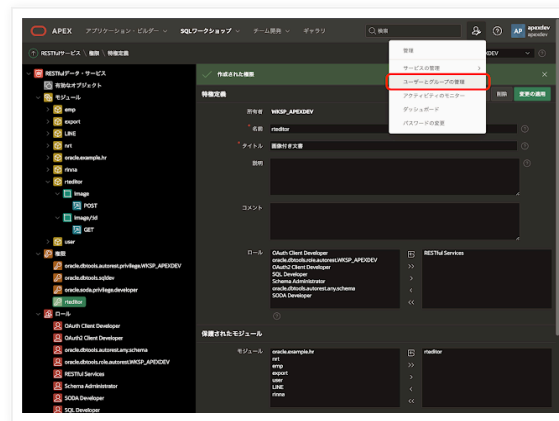 APEX アプリケーション・ビルダー SQLワークショップ チーム開発 ギャラリ 検索 AP apexdev
apexdev
RESTfulサービス \ 権限 \ 特権定義
管理
サービスの管理
ユーザーとグループの管理
アクティビティのモニター
ダッシュボード
パスワードの変更
RESTfulデータ・サービス
有効なオブジェクト
モジュール
emp
export
LINE
nrt
oracle.example.hr
rinna
rteditor
image
POST
image/:id
GET
user
権限
oracle.dbtools.autorest.privilege.WKSP_APEXDEV
oracle.dbtools.sqldev
oracle.soda.privilege.developer
rteditor
ロール
OAuth Client Developer
OAuth2 Client Developer
oracle.dbtools.autorest.any.schema
oracle.dbtools.role.autorest.WKSP_APEXDEV
RESTful Services
Schema Administrator
SODA Developer
SQL Developer
作成された権限
特権定義 削除 変更の適用
所有者 WKSP_APEXDEV
* 名前 rteditor
* タイトル 画像付き文書
説明
コメント
ロール
OAuth Client Developer
oracle.dbtools.role.autorest.WKSP_APEXDEV
OAuth2 Client Developer
SQL Developer
Schema Administrator
oracle.dbtools.autorest.any.schema
SODA Developer
RESTful Services
保護されたモジュール
モジュール
oracle.example.hr
nrt
emp
export
user
LINE
rinna
rteditor